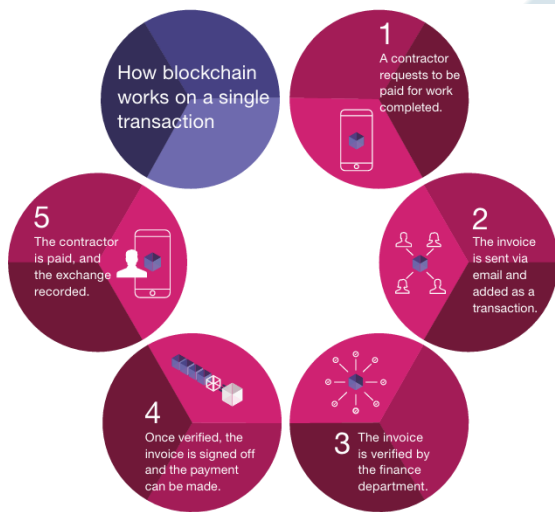 How blockchain
works on a single
transaction
1
A contractor
requests to be
paid for work
completed.
2
The invoice
is sent via
email and
added as a
transaction.
3
The invoice
is verified by
the finance
department.
4
Once verified, the
invoice is signed off
and the payment
can be made.
5
The contractor
is paid, and
the exchange
recorded.